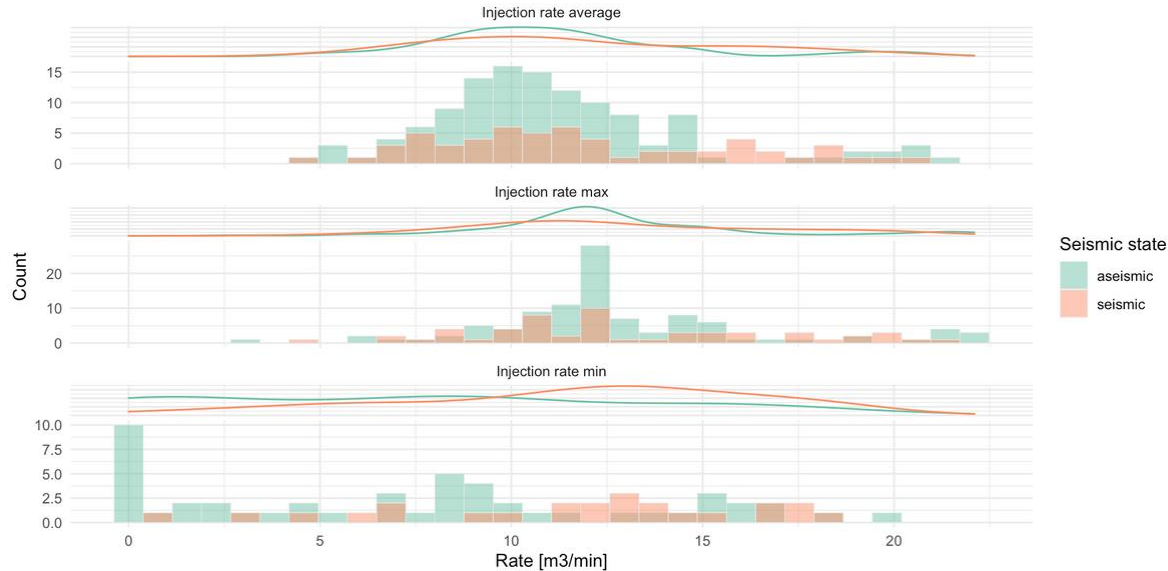 Injection rate average
15
10
5
0
Injection rate max
20
10
0
Injection rate min
10.0
7.5
5.0
2.5
0.0
0 5 10 15 20
Rate [m3/min]
Count
Seismic state
aseismic
seismic